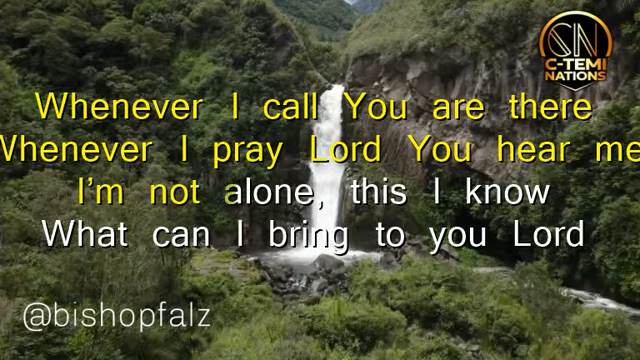 C-TEMI
NATIONS
Whenever I call You are there
Whenever I pray Lord You hear me
I'm not alone, this I know
What can I bring to you Lord
@bishopfalz